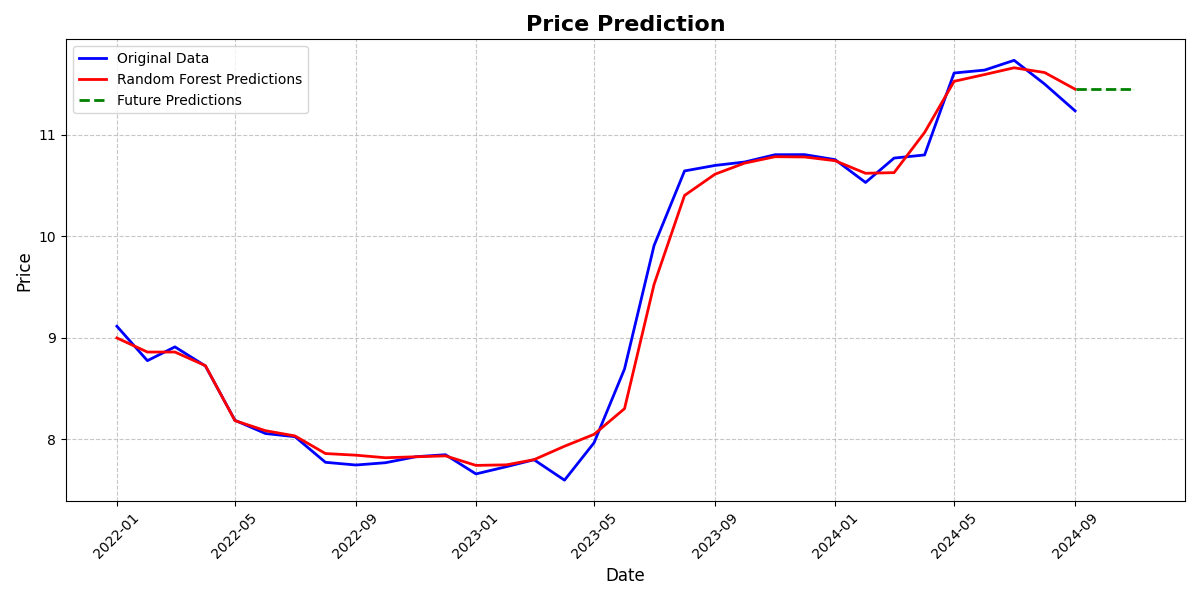 Price Prediction
Original Data
Random Forest Predictions
Future Predictions
Price
11
10
9
8
2022-01
2022-05
2022-09
2023-01
2023-05
2023-09
2024-01
2024-05
2024-09
Date